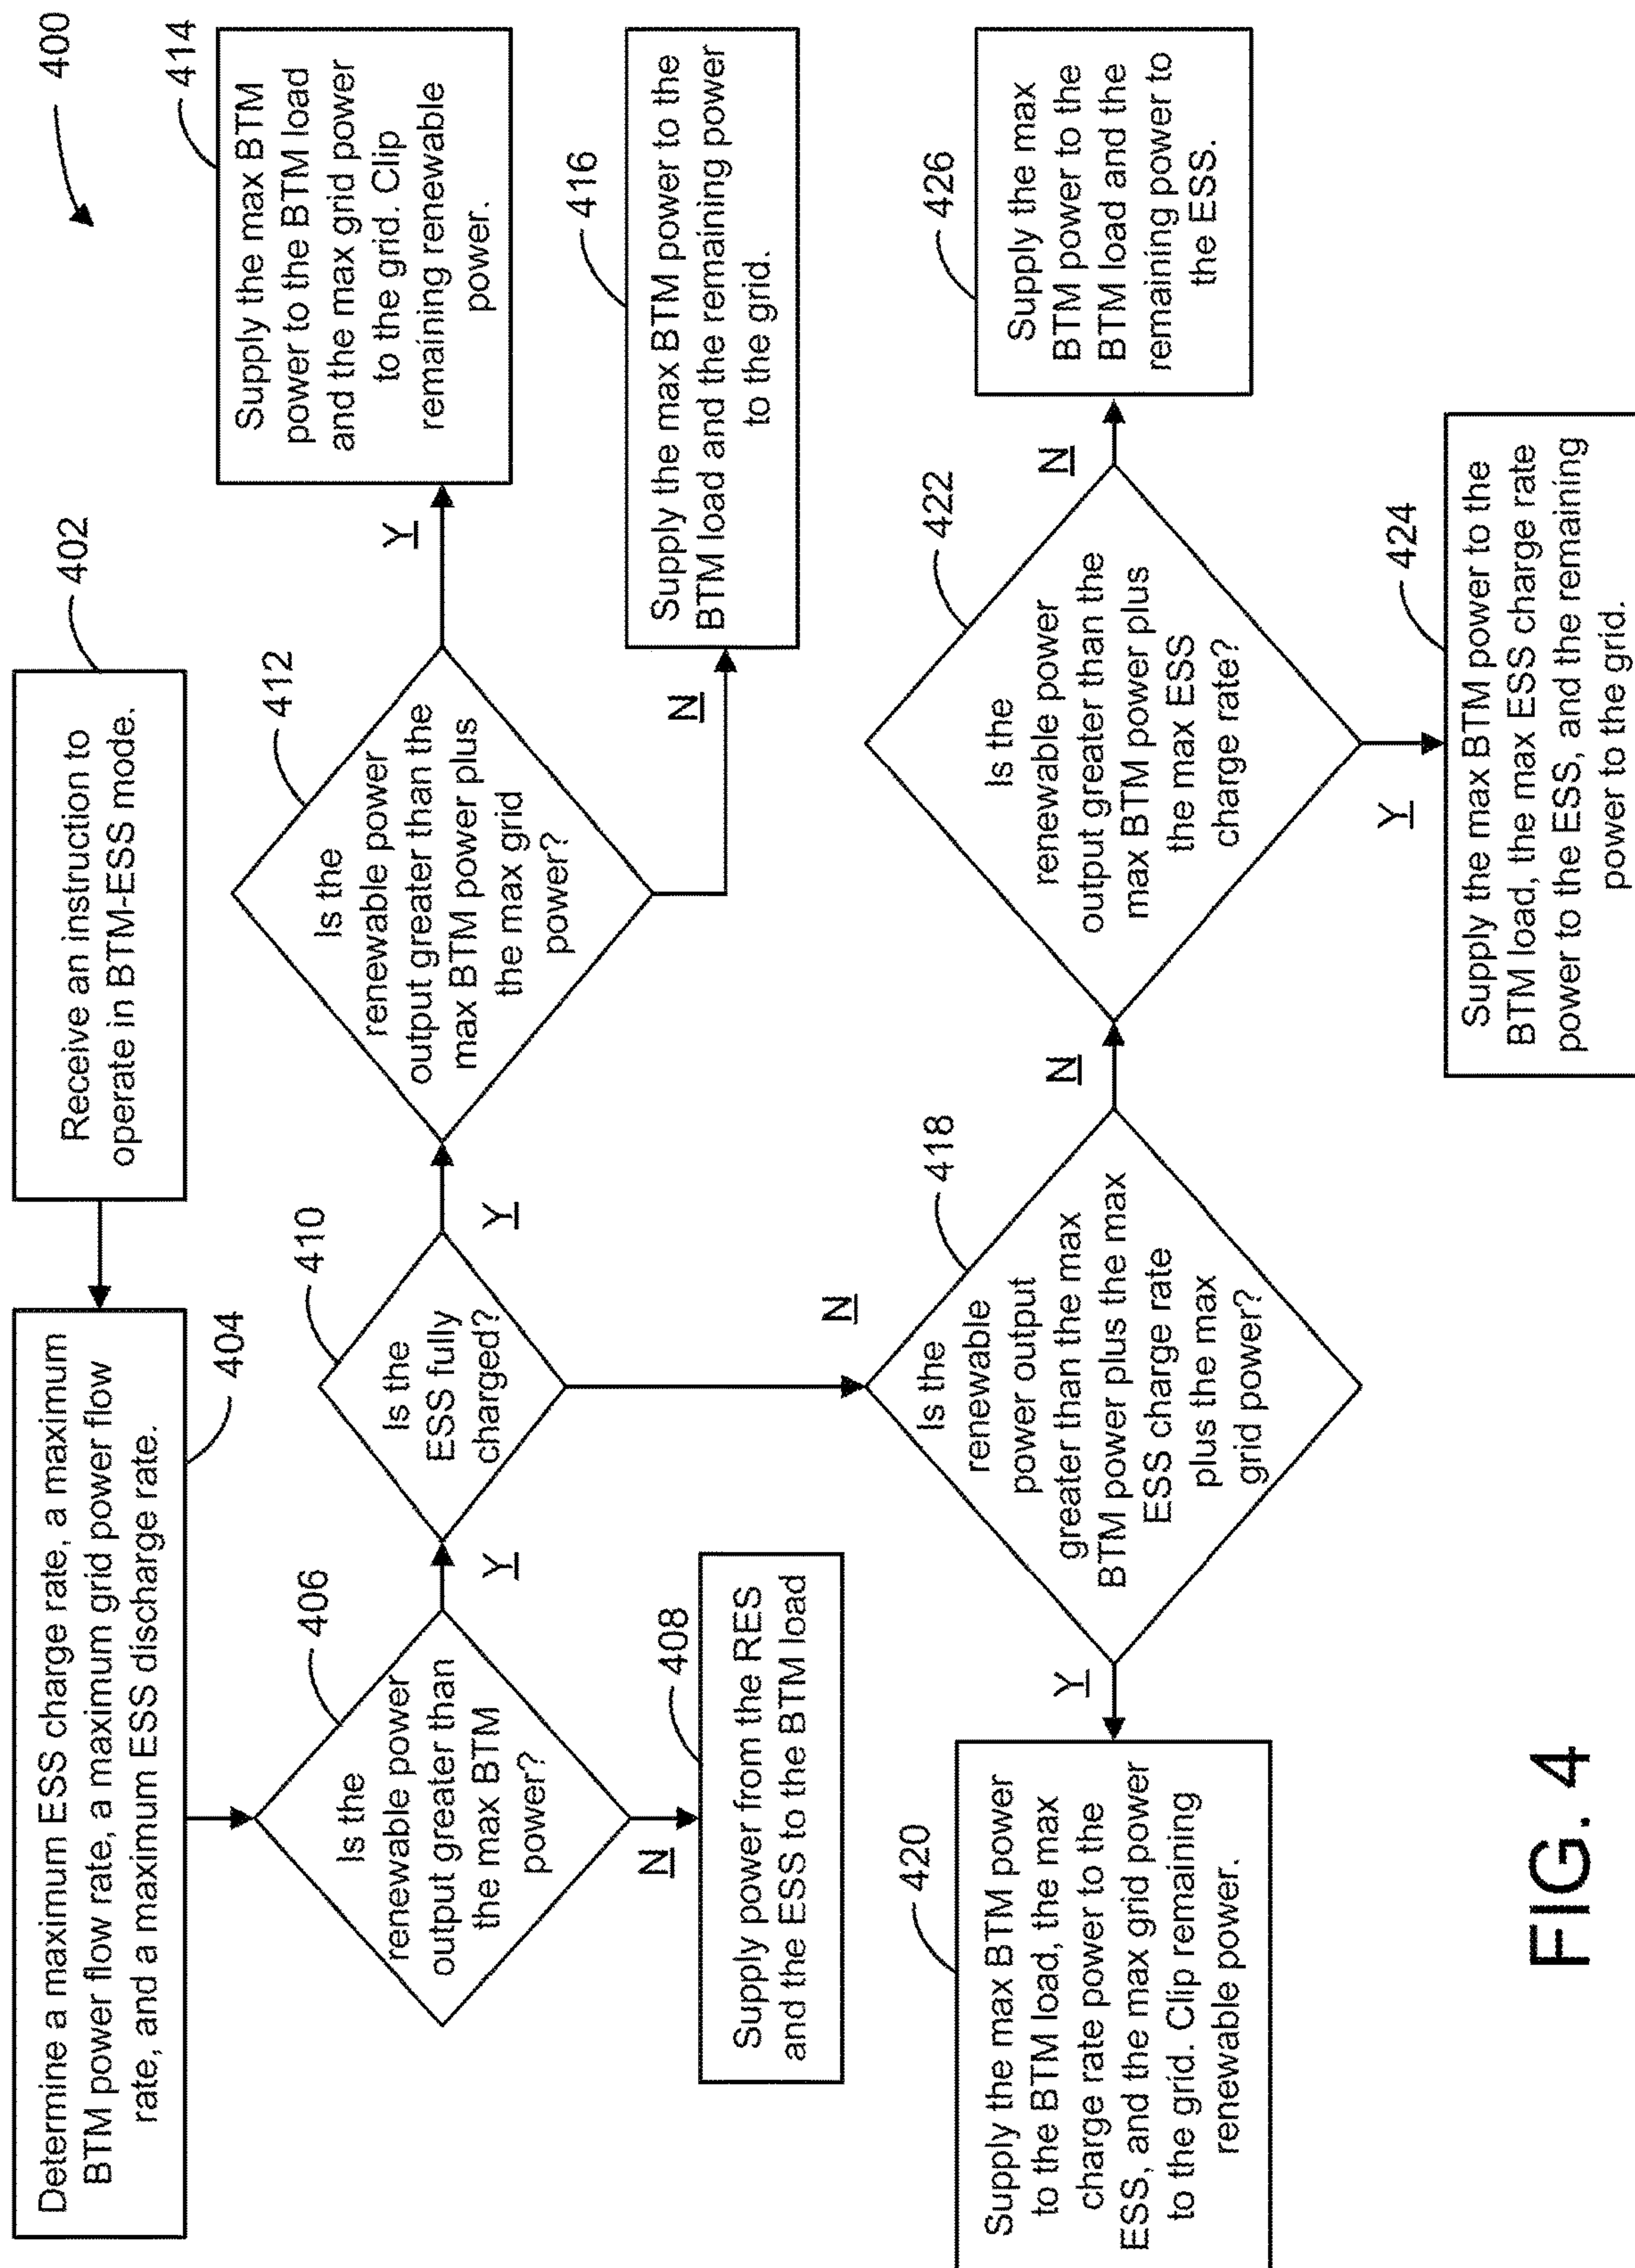 400
402
Receive an instruction to
operate in BTM-ESS mode.
404
Determine a maximum ESS charge rate, a maximum
BTM power flow rate, a maximum grid power flow
rate, and a maximum ESS discharge rate.
406
Is the
renewable power
output greater than
the max BTM
power?
Y
N
408
Supply power from the RES
and the ESS to the BTM load
410
Is the
ESS fully
charged?
Y
N
412
Is the
renewable power
output greater than the
max BTM power plus
the max grid
power?
Y
N
414
Supply the max BTM
power to the BTM load
and the max grid power
to the grid. Clip
remaining renewable
power.
416
Supply the max BTM power to the
BTM load and the remaining power
to the grid.
418
Is the
renewable
power output
greater than the max
BTM power plus the max
ESS charge rate
plus the max
grid power?
Y
N
420
Supply the max BTM power
to the BTM load, the max
charge rate power to the
ESS, and the max grid power
to the grid. Clip remaining
renewable power.
422
Is the
renewable power
output greater than the
max BTM power plus
the max ESS
charge rate?
N
Y
424
Supply the max BTM power to the
BTM load, the max ESS charge rate
power to the ESS, and the remaining
power to the grid.
426
Supply the max
BTM power to the
BTM load and the
remaining power to
the ESS.
FIG. 4